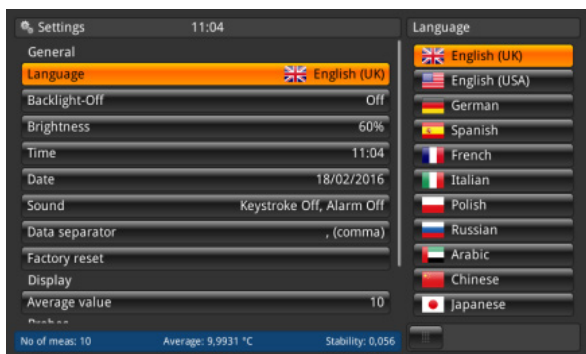 Settings 11:04
General
Language English (UK)
Backlight-Off Off
Brightness 60%
Time 11:04
Date 18/02/2016
Sound Keystroke Off, Alarm Off
Data separator , (comma)
Factory reset
Display
Average value 10
Probes
No of meas: 10 Average: 9,9931 °C Stability: 0,056
Language
English (UK)
English (USA)
German
Spanish
French
Italian
Polish
Russian
Arabic
Chinese
Japanese